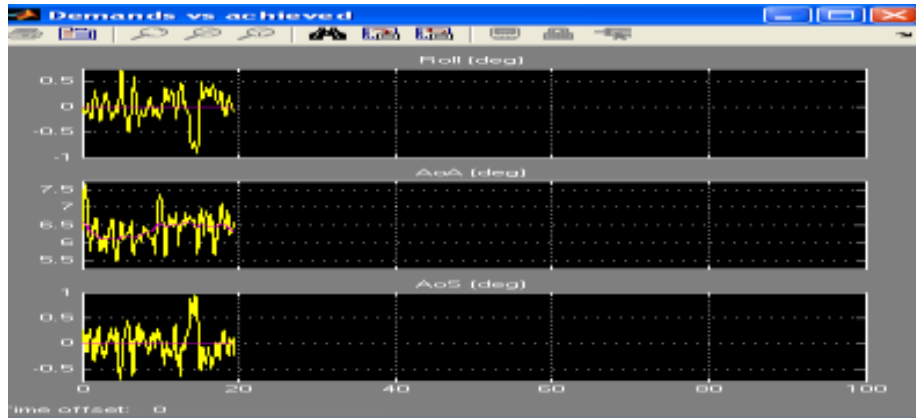 Demands vs achieved
Roll (deg)
0.5
0
-0.5
-1
AoA (deg)
7.5
7
6.5
6
5.5
AoS (deg)
1
0.5
0
-0.5
0 20 40 60 80 100
ime offset: 0